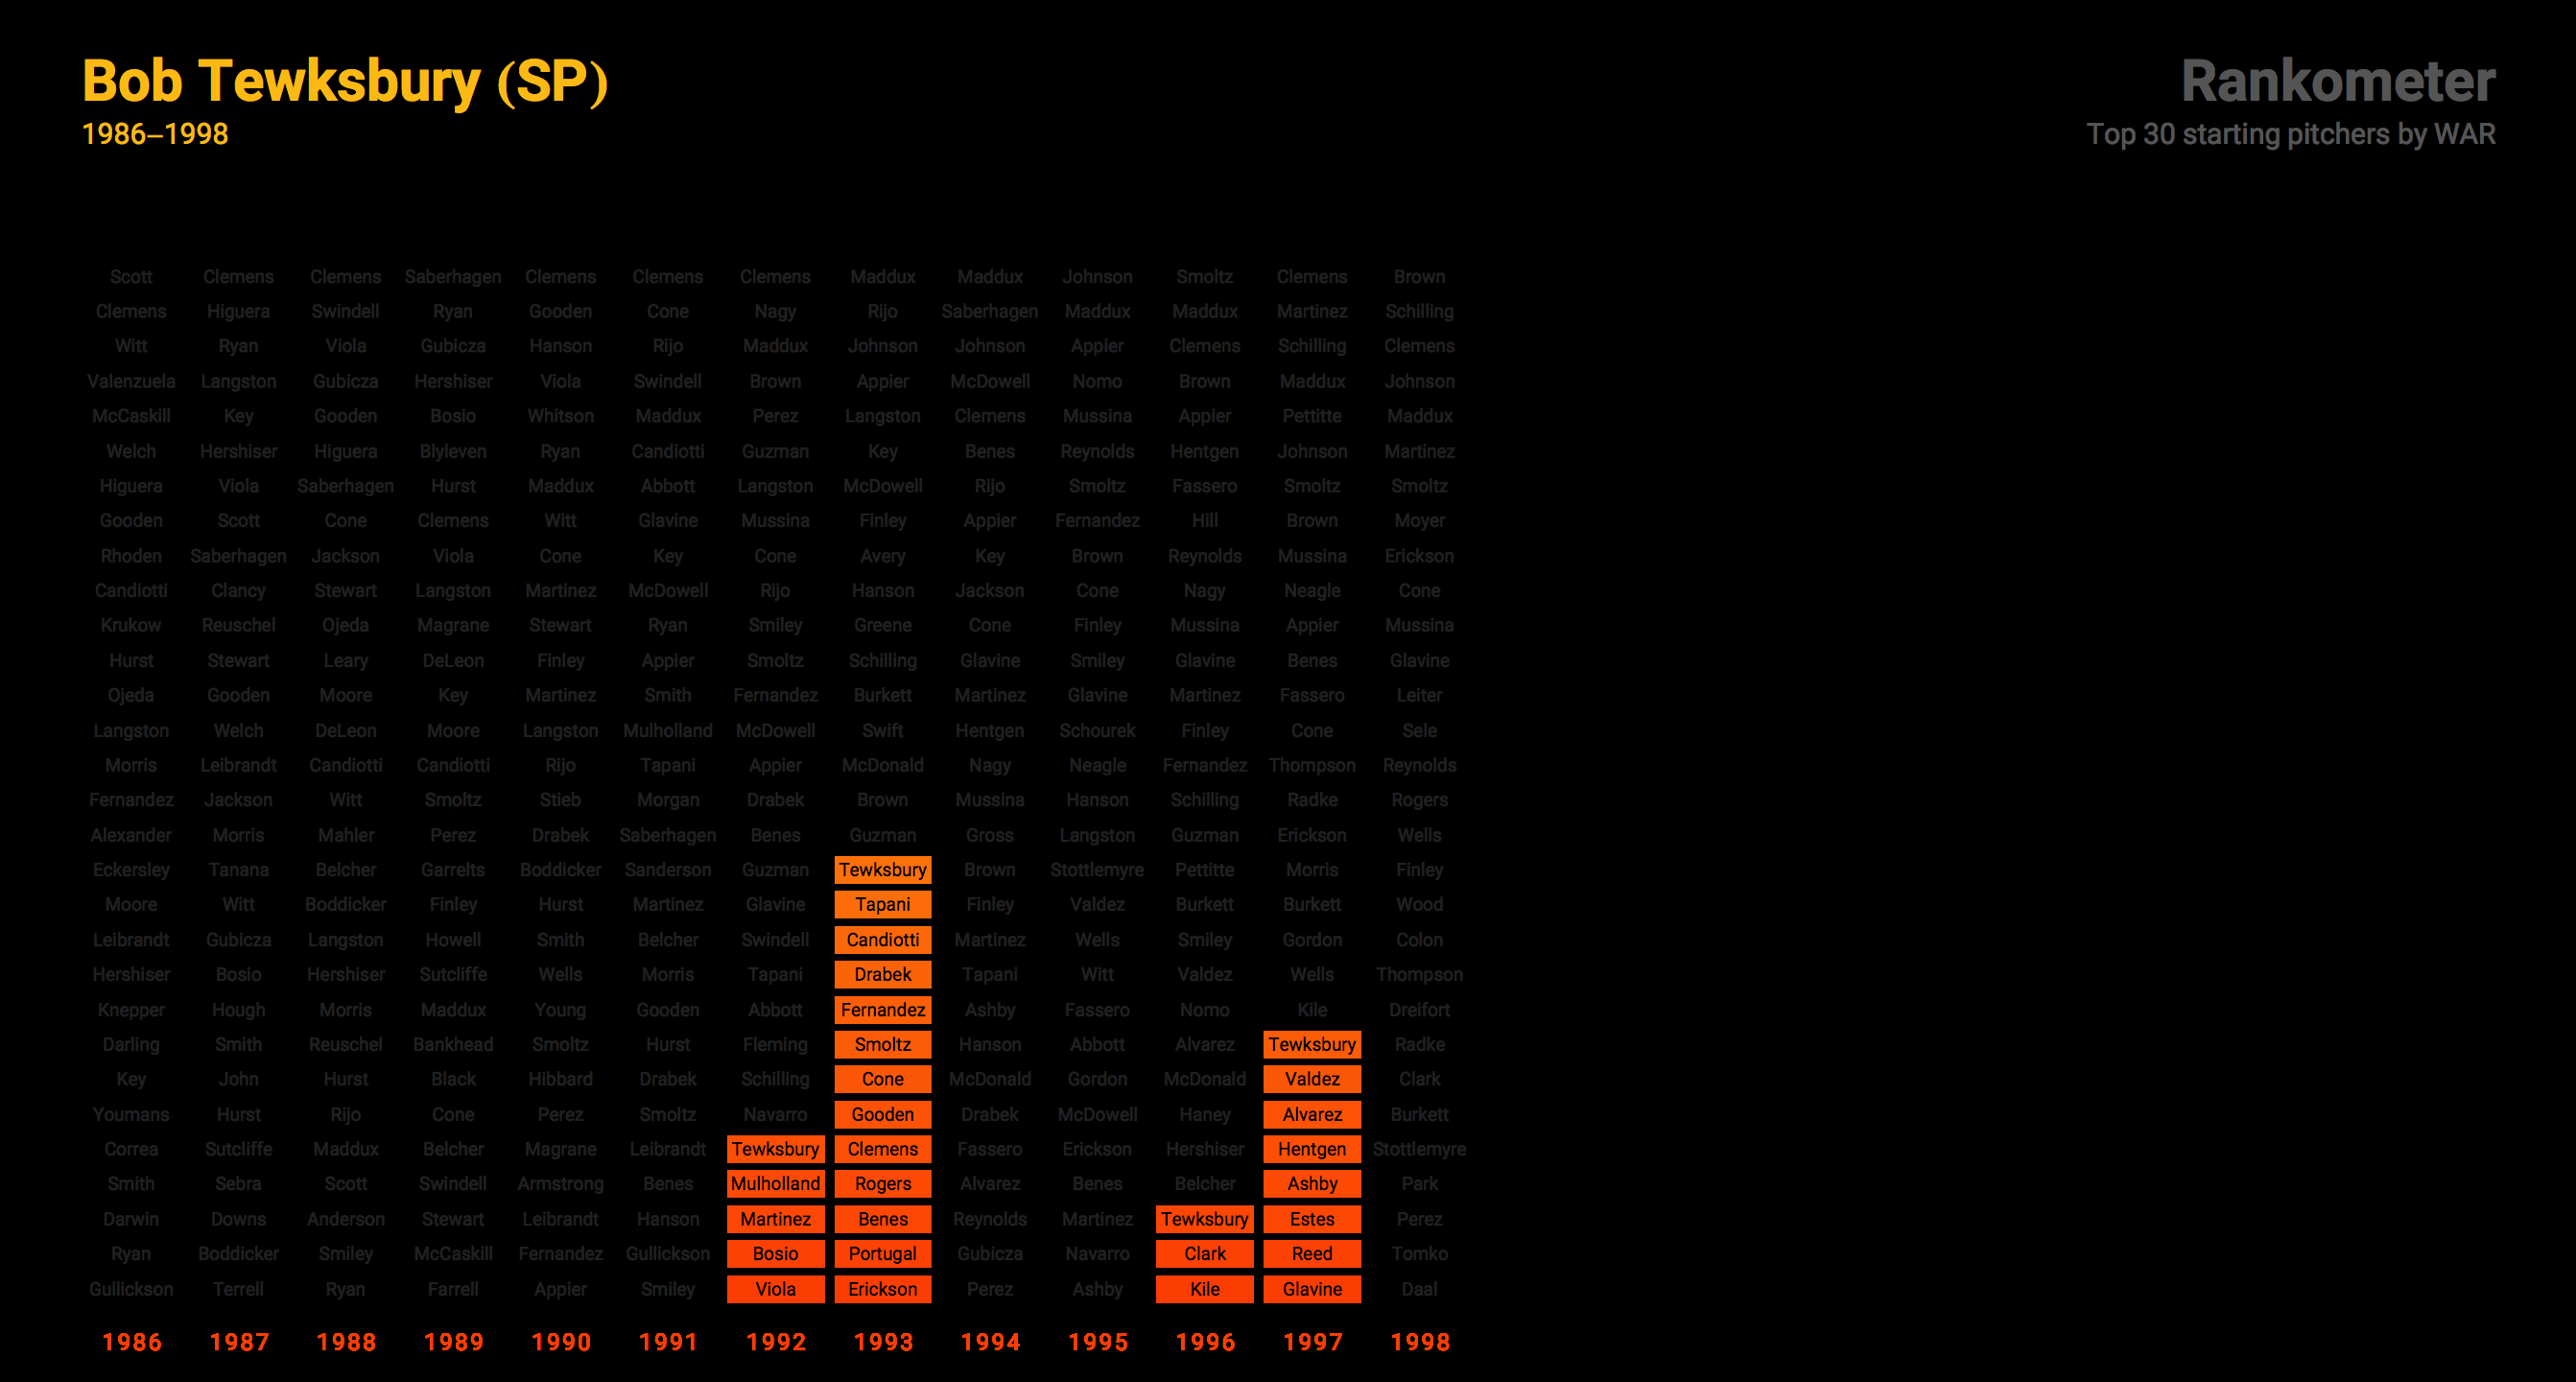 Bob Tewksbury (SP)
1986–1998
Rankometer
Top 30 starting pitchers by WAR
Scott Clemens Clemens Saberhagen Clemens Clemens Clemens Maddux Maddux Johnson Smoltz Clemens Brown
Clemens Higuera Swindell Ryan Gooden Cone Nagy Rijo Saberhagen Maddux Maddux Martinez Schilling
Witt Ryan Viola Gubicza Hanson Rijo Maddux Johnson Johnson Appier Clemens Schilling Clemens
Valenzuela Langston Gubicza Hershiser Viola Swindell Brown Appier McDowell Nomo Brown Maddux Johnson
McCaskill Key Gooden Bosio Whitson Maddux Perez Langston Clemens Mussina Appier Pettitte Maddux
Welch Hershiser Higuera Blyleven Ryan Candiotti Guzman Key Benes Reynolds Hentgen Johnson Martinez
Higuera Viola Saberhagen Hurst Maddux Abbott Langston McDowell Rijo Smoltz Fassero Smoltz Smoltz
Gooden Scott Cone Clemens Witt Glavine Mussina Finley Appier Fernandez Hill Brown Moyer
Rhoden Saberhagen Jackson Viola Cone Key Cone Avery Key Brown Reynolds Mussina Erickson
Candiotti Clancy Stewart Langston Martinez McDowell Rijo Hanson Jackson Cone Nagy Neagle Cone
Krukow Reuschel Ojeda Magrane Stewart Ryan Smiley Greene Cone Finley Mussina Appier Mussina
Hurst Stewart Leary DeLeon Finley Appier Smoltz Schilling Glavine Smiley Glavine Benes Glavine
Ojeda Gooden Moore Key Martinez Smith Fernandez Burkett Martinez Glavine Martinez Fassero Leiter
Langston Welch DeLeon Moore Langston Mulholland McDowell Swift Hentgen Schourek Finley Cone Sele
Morris Leibrandt Candiotti Candiotti Rijo Tapani Appier McDonald Nagy Neagle Fernandez Thompson Reynolds
Fernandez Jackson Witt Smoltz Stieb Morgan Drabek Brown Mussina Hanson Schilling Radke Rogers
Alexander Morris Mahler Perez Drabek Saberhagen Benes Guzman Gross Langston Guzman Erickson Wells
Eckersley Tanana Belcher Garrelts Boddicker Sanderson Guzman Tewksbury Brown Stottlemyre Pettitte Morris Finley
Moore Witt Boddicker Finley Hurst Martinez Glavine Tapani Finley Valdez Burkett Burkett Wood
Leibrandt Gubicza Langston Howell Smith Belcher Swindell Candiotti Martinez Wells Smiley Gordon Colon
Hershiser Bosio Hershiser Sutcliffe Wells Morris Tapani Drabek Tapani Witt Valdez Wells Thompson
Knepper Hough Morris Maddux Young Gooden Abbott Fernandez Ashby Fassero Nomo Kile Dreifort
Darling Smith Reuschel Bankhead Smoltz Hurst Fleming Smoltz Hanson Abbott Alvarez Tewksbury Radke
Key John Hurst Black Hibbard Drabek Schilling Cone McDonald Gordon McDonald Valdez Clark
Youmans Hurst Rijo Cone Perez Smoltz Navarro Gooden Drabek McDowell Haney Alvarez Burkett
Correa Sutcliffe Maddux Belcher Magrane Leibrandt Tewksbury Clemens Fassero Erickson Hershiser Hentgen Stottlemyre
Smith Sebra Scott Swindell Armstrong Benes Mulholland Rogers Alvarez Benes Belcher Ashby Park
Darwin Downs Anderson Stewart Leibrandt Hanson Martinez Benes Reynolds Martinez Tewksbury Estes Perez
Ryan Boddicker Smiley McCaskill Fernandez Gullickson Bosio Portugal Gubicza Navarro Clark Reed Tomko
Gullickson Terrell Ryan Farrell Appier Smiley Viola Erickson Perez Ashby Kile Glavine Daal
1986 1987 1988 1989 1990 1991 1992 1993 1994 1995 1996 1997 1998